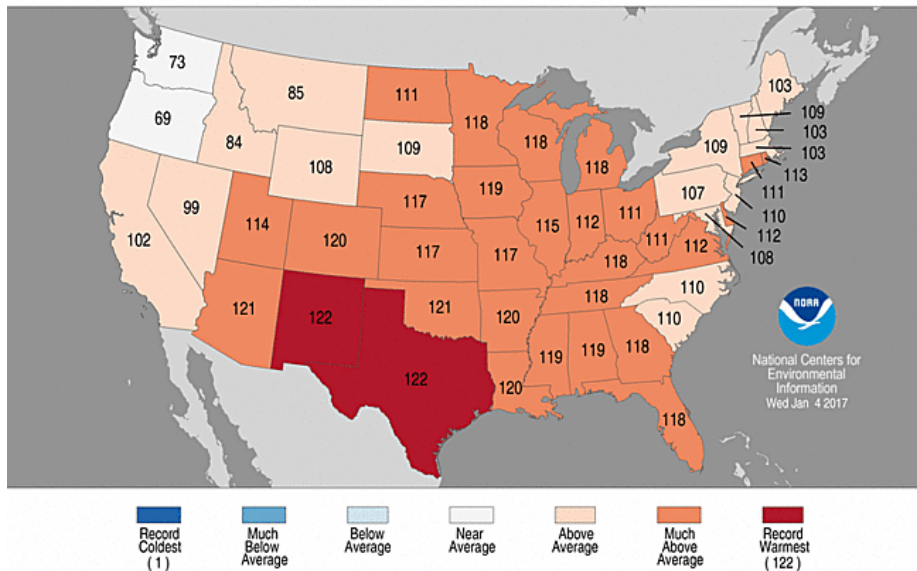 73
69
85
84
111
118
109
108
118
118
103
109
103
103
109
113
111
107
110
112
108
99
102
114
120
117
117
119
115
112
111
111
112
117
118
118
110
110
121
122
122
121
120
120
119
119
118
118
NOAA
National Centers for
Environmental
Information
Wed Jan 4 2017
Record
Coldest
(1)
Much
Below
Average
Below
Average
Near
Average
Above
Average
Much
Above
Average
Record
Warmest
(122)